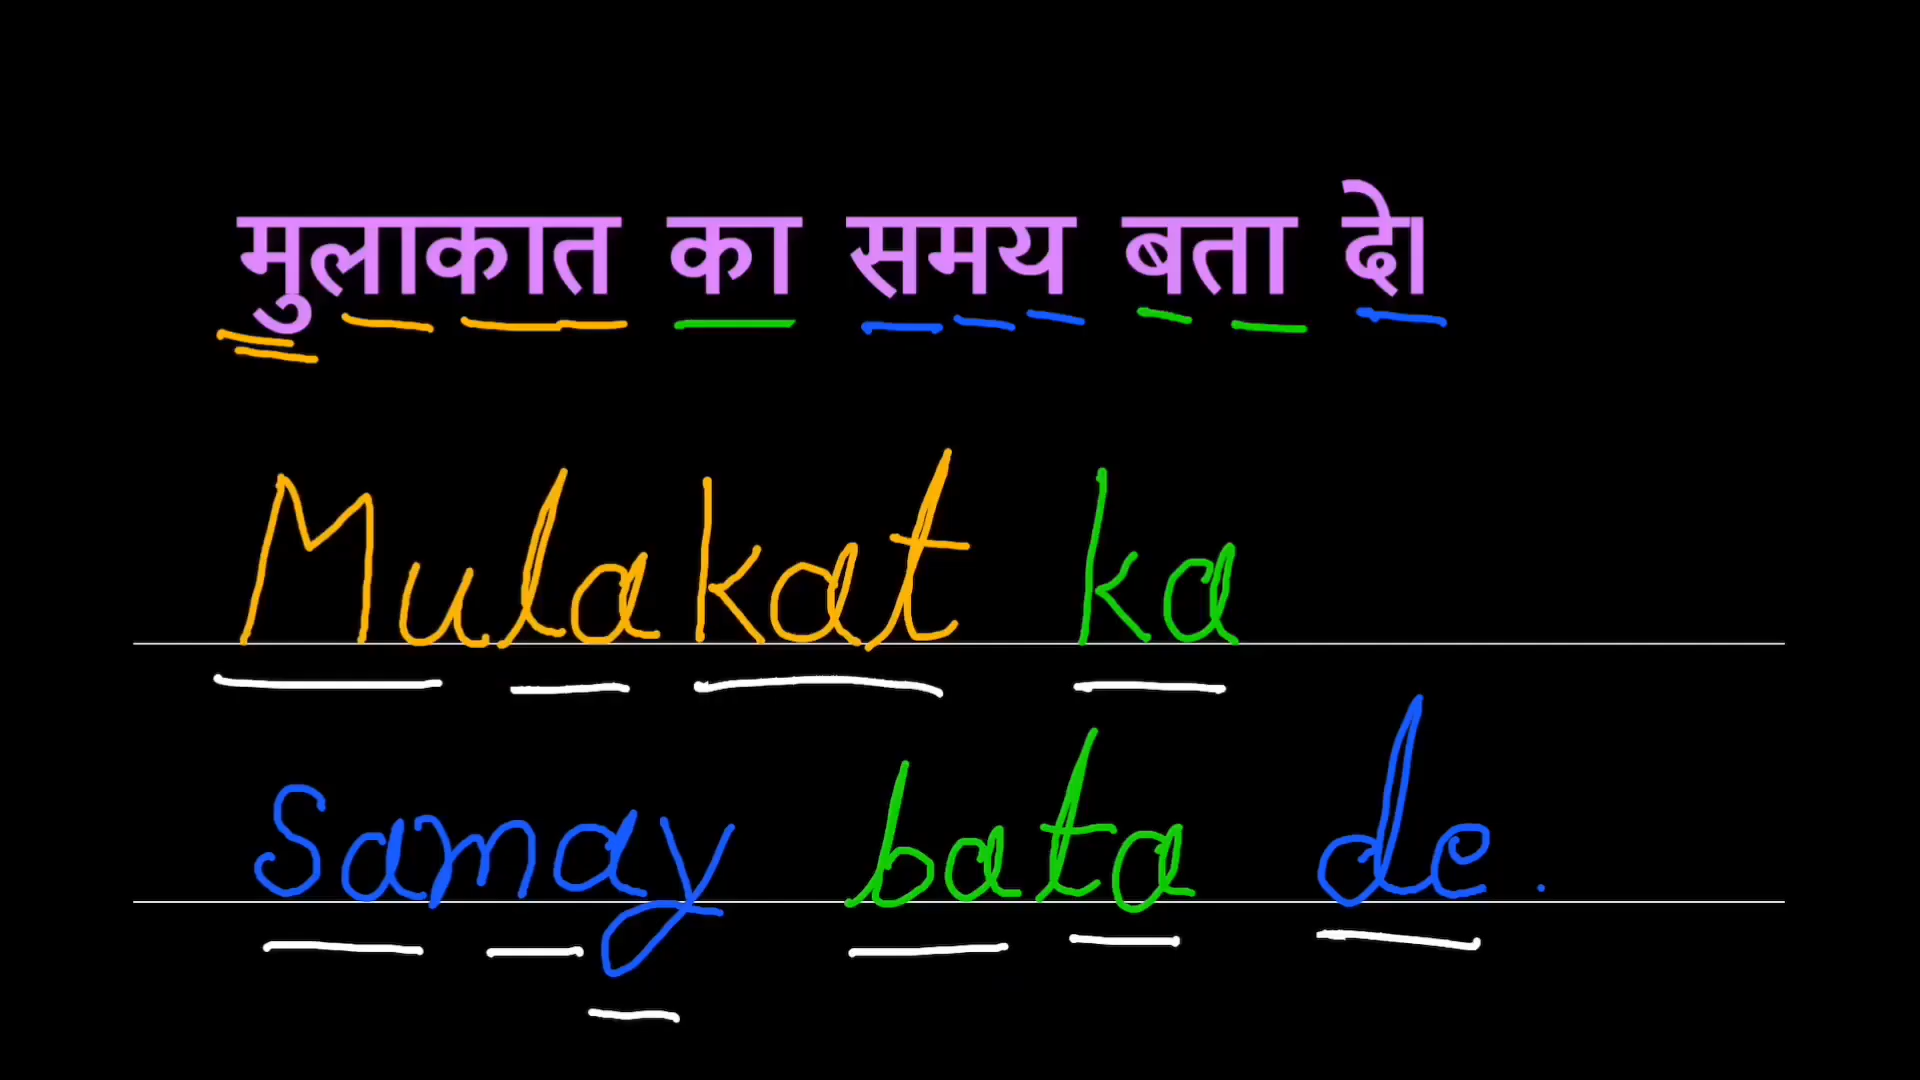 मुलाकात का समय बता दे।
Mulakat ka
Samay bata de.